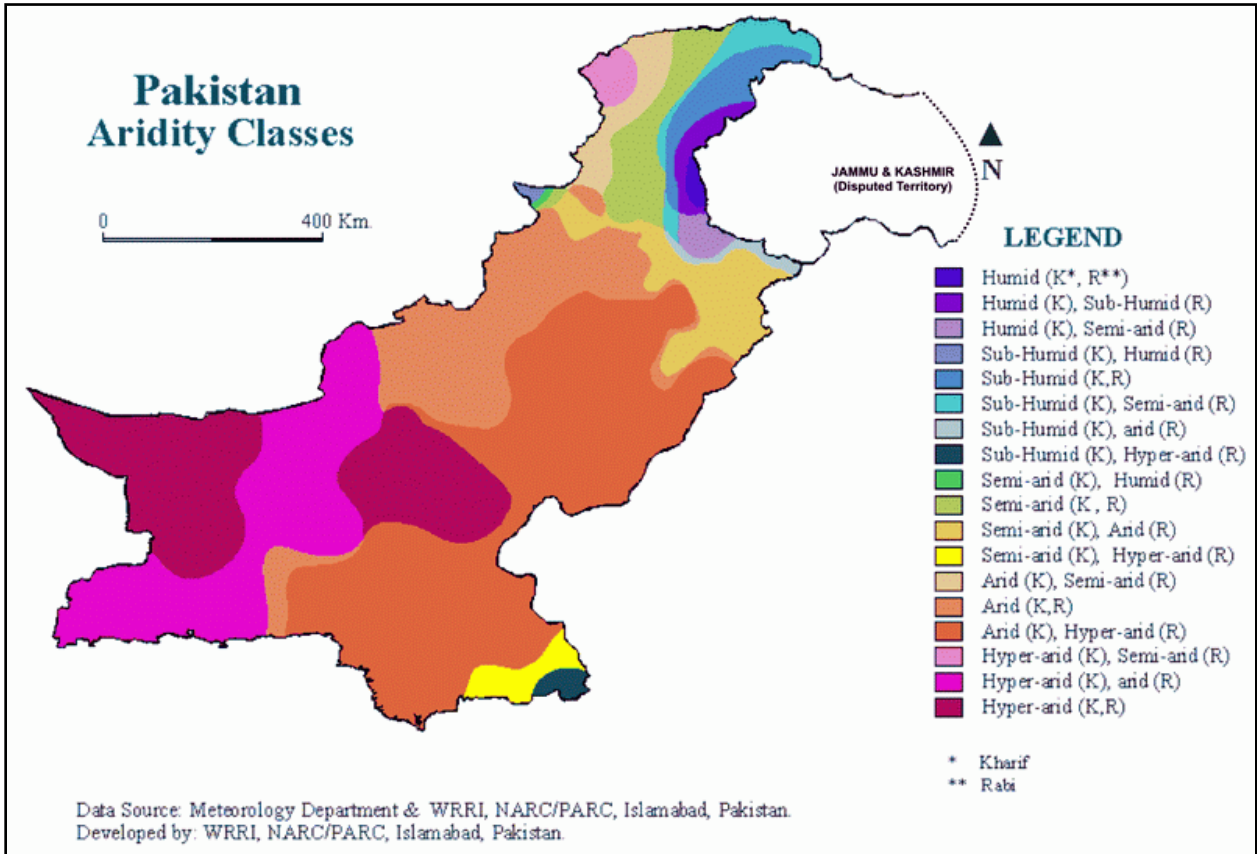 Pakistan
Aridity Classes
0 400 Km.
JAMMU & KASHMIR
(Disputed Territory)
N
LEGEND
Humid (K*, R**)
Humid (K), Sub-Humid (R)
Humid (K), Semi-arid (R)
Sub-Humid (K), Humid (R)
Sub-Humid (K,R)
Sub-Humid (K), Semi-arid (R)
Sub-Humid (K), arid (R)
Sub-Humid (K), Hyper-arid (R)
Semi-arid (K), Humid (R)
Semi-arid (K , R)
Semi-arid (K), Arid (R)
Semi-arid (K), Hyper-arid (R)
Arid (K), Semi-arid (R)
Arid (K,R)
Arid (K), Hyper-arid (R)
Hyper-arid (K), Semi-arid (R)
Hyper-arid (K), arid (R)
Hyper-arid (K,R)
* Kharif
** Rabi
Data Source: Meteorology Department & WRRI, NARC/PARC, Islamabad, Pakistan.
Developed by: WRRI, NARC/PARC, Islamabad, Pakistan.